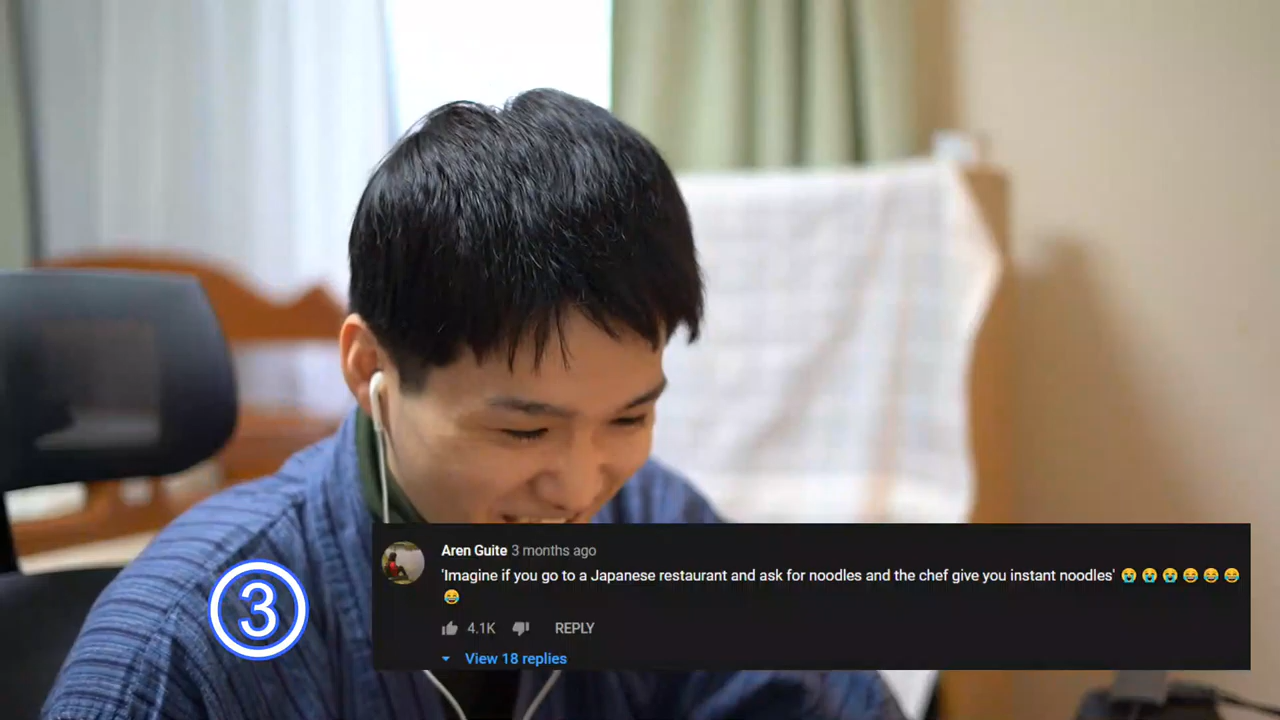 Aren Guite 3 months ago
'Imagine if you go to a Japanese restaurant and ask for noodles and the chef give you instant noodles' 😭😭😭😂😂😂
😂
4.1K REPLY
View 18 replies
③